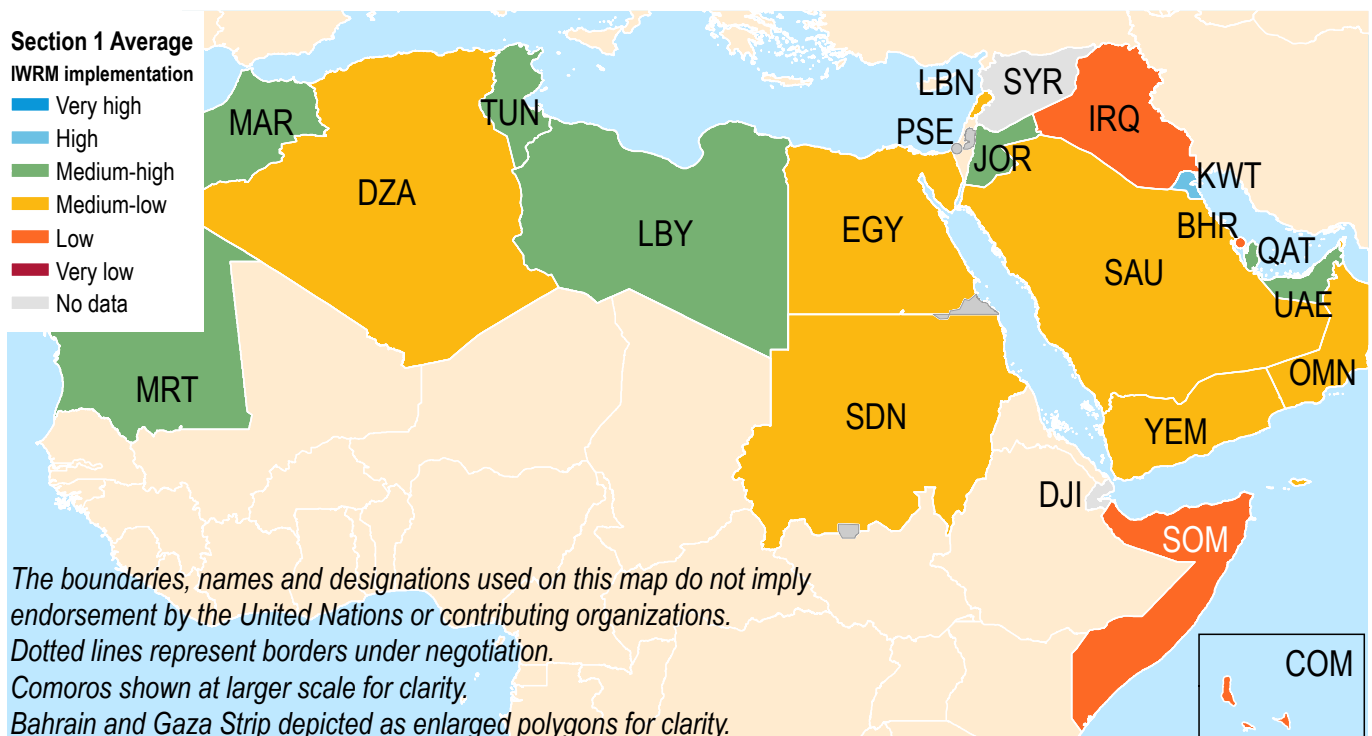 Section 1 Average
IWRM implementation
Very high
High
Medium-high
Medium-low
Low
Very low
No data
MAR
TUN
DZA
LBY
EGY
LBN
SYR
PSE
JOR
IRQ
KWT
BHR
QAT
SAU
UAE
OMN
MRT
SDN
YEM
DJI
SOM
COM
The boundaries, names and designations used on this map do not imply
endorsement by the United Nations or contributing organizations.
Dotted lines represent borders under negotiation.
Comoros shown at larger scale for clarity.
Bahrain and Gaza Strip depicted as enlarged polygons for clarity.